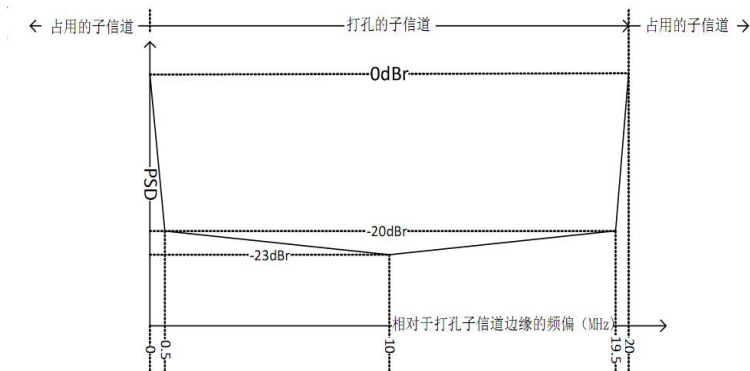 ← 占用的子信道
打孔的子信道
占用的子信道 →
0dBr
PSD
-20dBr
-23dBr
相对于打孔子信道边缘的频偏（MHz）
0
0.5
10
19.5
20